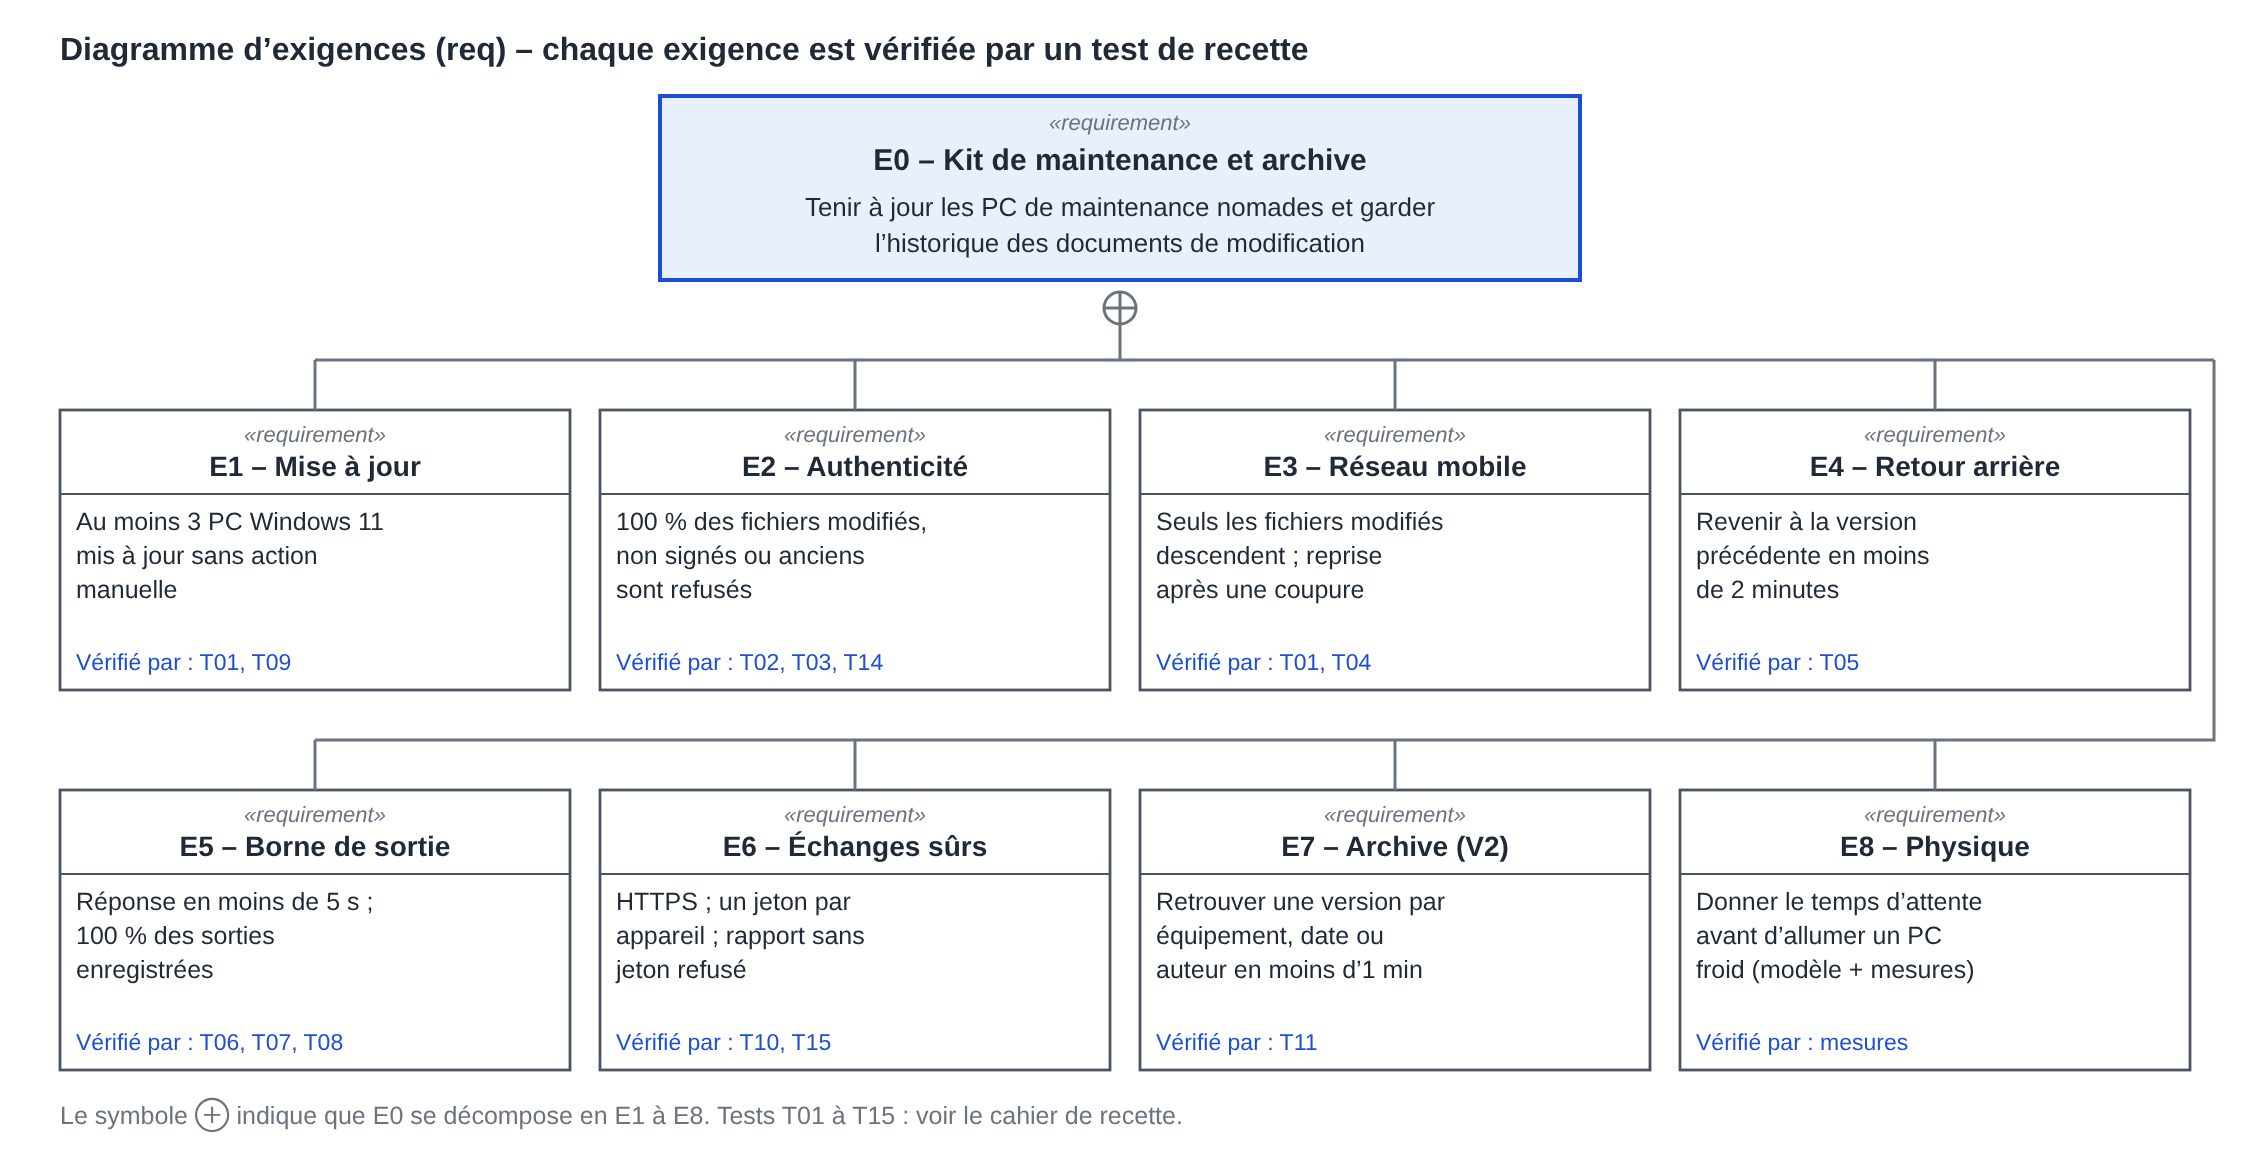 Diagramme d’exigences (req) – chaque exigence est vérifiée par un test de recette
«requirement»
E0 – Kit de maintenance et archive
Tenir à jour les PC de maintenance nomades et garder
l’historique des documents de modification
«requirement»
E1 – Mise à jour
Au moins 3 PC Windows 11
mis à jour sans action
manuelle
Vérifié par : T01, T09
«requirement»
E2 – Authenticité
100 % des fichiers modifiés,
non signés ou anciens
sont refusés
Vérifié par : T02, T03, T14
«requirement»
E3 – Réseau mobile
Seuls les fichiers modifiés
descendent ; reprise
après une coupure
Vérifié par : T01, T04
«requirement»
E4 – Retour arrière
Revenir à la version
précédente en moins
de 2 minutes
Vérifié par : T05
«requirement»
E5 – Borne de sortie
Réponse en moins de 5 s ;
100 % des sorties
enregistrées
Vérifié par : T06, T07, T08
«requirement»
E6 – Échanges sûrs
HTTPS ; un jeton par
appareil ; rapport sans
jeton refusé
Vérifié par : T10, T15
«requirement»
E7 – Archive (V2)
Retrouver une version par
équipement, date ou
auteur en moins d’1 min
Vérifié par : T11
«requirement»
E8 – Physique
Donner le temps d’attente
avant d’allumer un PC
froid (modèle + mesures)
Vérifié par : mesures
Le symbole ⊕ indique que E0 se décompose en E1 à E8. Tests T01 à T15 : voir le cahier de recette.